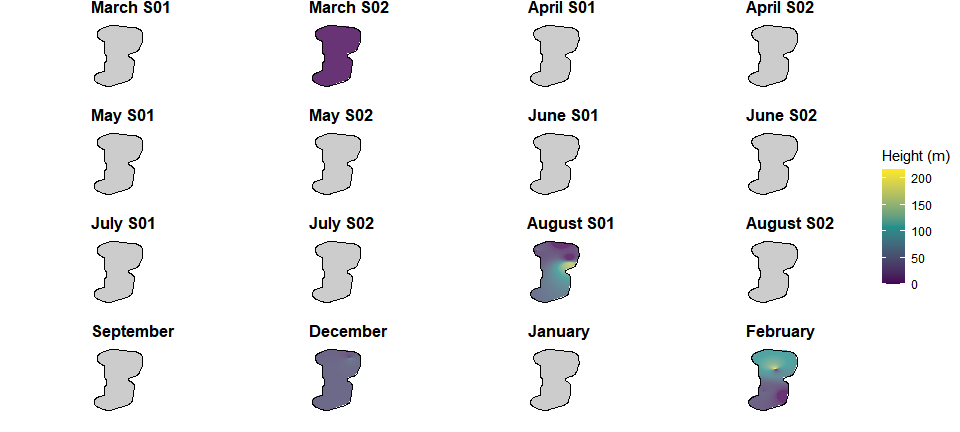 March S01
March S02
April S01
April S02
May S01
May S02
June S01
June S02
Height (m)
200
150
100
50
0
July S01
July S02
August S01
August S02
September
December
January
February